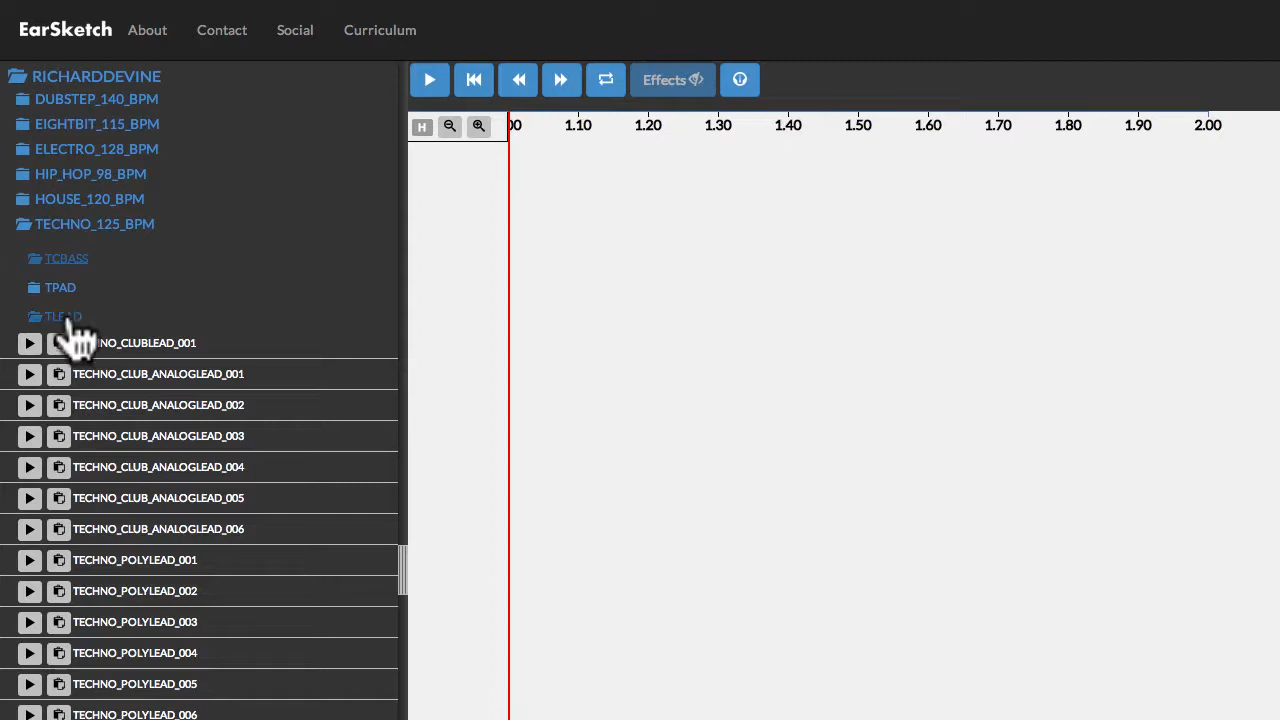 EarSketch About Contact Social Curriculum
RICHARDDEVINE
DUBSTEP_140_BPM
EIGHTBIT_115_BPM
ELECTRO_128_BPM
HIP_HOP_98_BPM
HOUSE_120_BPM
TECHNO_125_BPM
TCBASS
TPAD
TECHNO_CLUB_ANALOGLEAD_001
TECHNO_CLUB_ANALOGLEAD_002
TECHNO_CLUB_ANALOGLEAD_003
TECHNO_CLUB_ANALOGLEAD_004
TECHNO_CLUB_ANALOGLEAD_005
TECHNO_CLUB_ANALOGLEAD_006
TECHNO_POLYLEAD_001
TECHNO_POLYLEAD_002
TECHNO_POLYLEAD_003
TECHNO_POLYLEAD_004
TECHNO_POLYLEAD_005
TECHNO_POLYLEAD_006
Effects
H 1.10 1.20 1.30 1.40 1.50 1.60 1.70 1.80 1.90 2.00